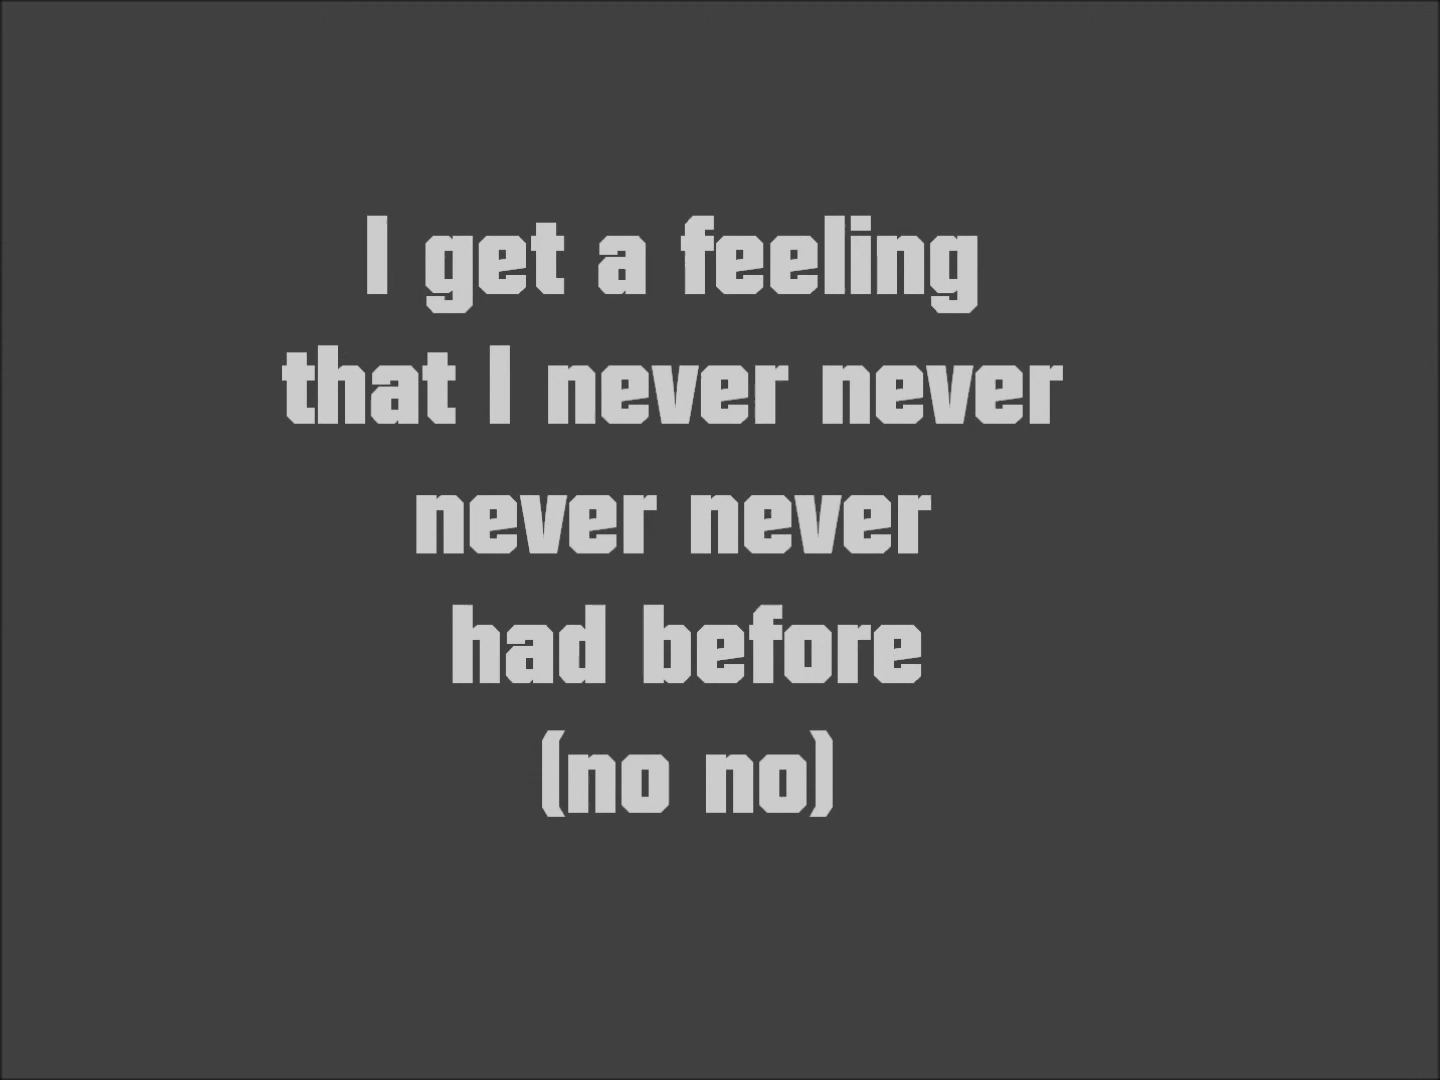 I get a feeling
that I never never
never never
had before
(no no)